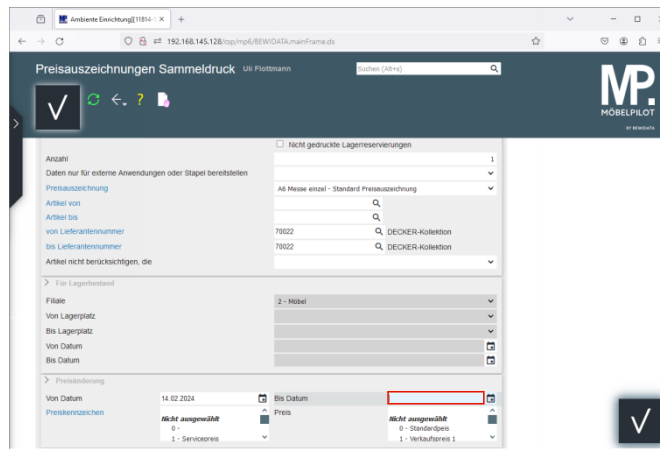 Ambiente Einrichtung[[11814-1
192.168.145.128/csp/mp6/BEWIDATA.mainFrame.cls
Preisauszeichnungen Sammeldruck Uli Flottmann
Suchen (Alt+s)
MP.
MÖBELPILOT
BY BEWIDATA
Nicht gedruckte Lagerreservierungen
Anzahl 1
Daten nur für externe Anwendungen oder Stapel bereitstellen
Preisauszeichnung A6 Messe einzel - Standard Preisauszeichnung
Artikel von
Artikel bis
von Lieferantennummer 70022 DECKER-Kollektion
bis Lieferantennummer 70022 DECKER-Kollektion
Artikel nicht berücksichtigen, die
Für Lagerbestand
Filiale 2 - Möbel
Von Lagerplatz
Bis Lagerplatz
Von Datum
Bis Datum
Preisänderung
Von Datum 14.02.2024 Bis Datum
Preiskennzeichen Nicht ausgewählt Preis Nicht ausgewählt
0 - 0 - Standardpreis
1 - Servicepreis 1 - Verkaufspreis 1